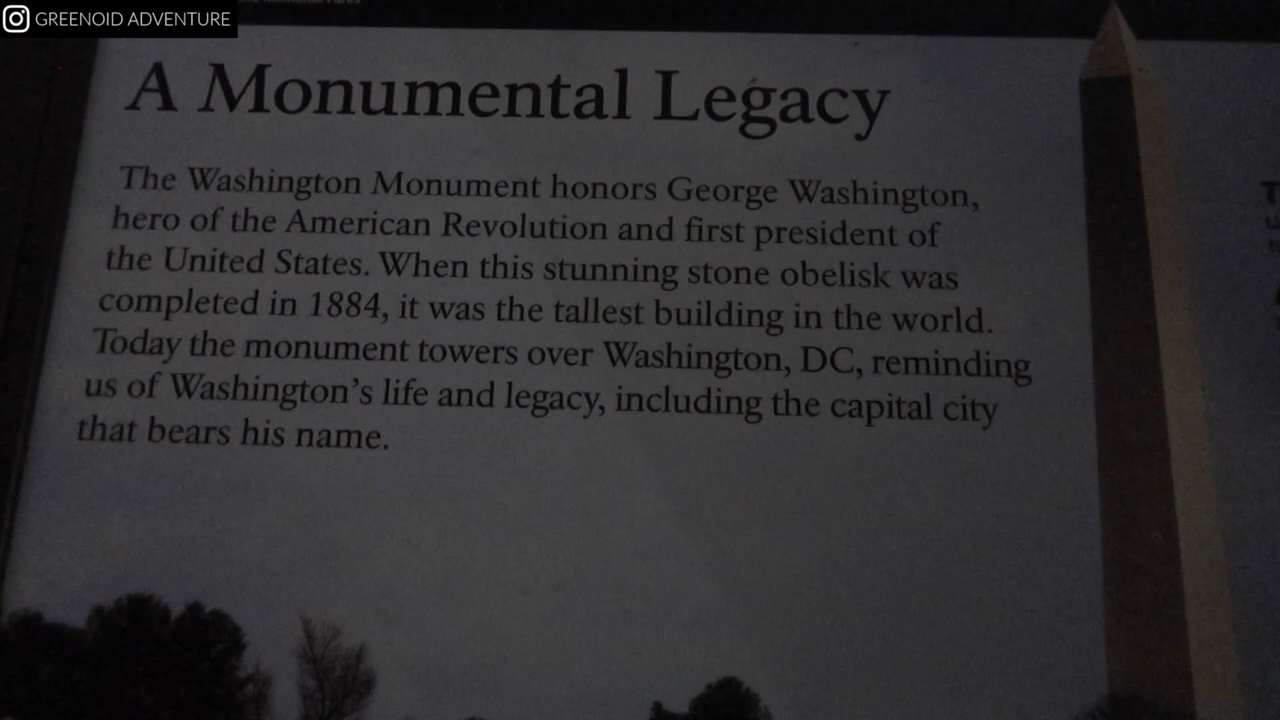 GREENOID ADVENTURE
A Monumental Legacy
The Washington Monument honors George Washington,
hero of the American Revolution and first president of
the United States. When this stunning stone obelisk was
completed in 1884, it was the tallest building in the world.
Today the monument towers over Washington, DC, reminding
us of Washington's life and legacy, including the capital city
that bears his name.